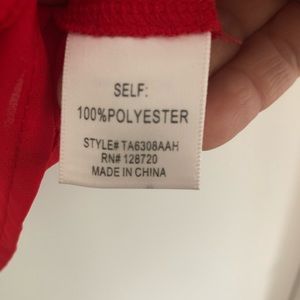 SELF:
100%POLYESTER
STYLE# TA6308AAH
RN# 128720
MADE IN CHINA